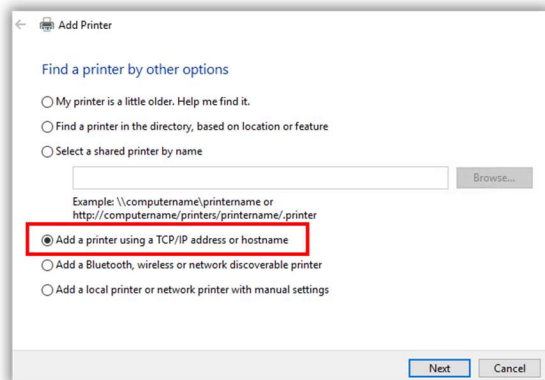 Add Printer
Find a printer by other options
My printer is a little older. Help me find it.
Find a printer in the directory, based on location or feature
Select a shared printer by name
Browse...
Example: \\computername\printername or
http://computername/printers/printername/.printer
Add a printer using a TCP/IP address or hostname
Add a Bluetooth, wireless or network discoverable printer
Add a local printer or network printer with manual settings
Next Cancel